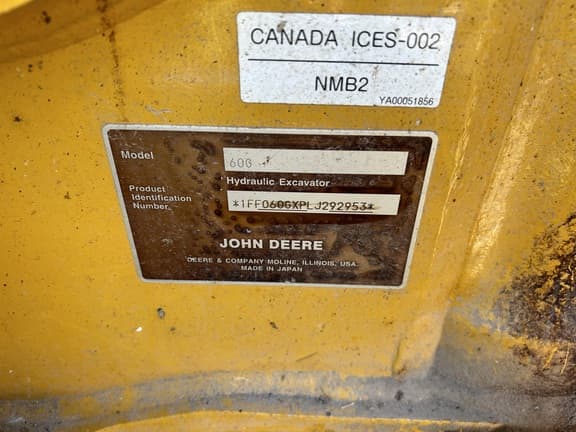 CANADA ICES-002
NMB2
YA00051856
Model 60G
Hydraulic Excavator
Product
Identification
Number. *1FF060GXPLJ292953*
JOHN DEERE
DEERE & COMPANY MOLINE, ILLINOIS, USA
MADE IN JAPAN